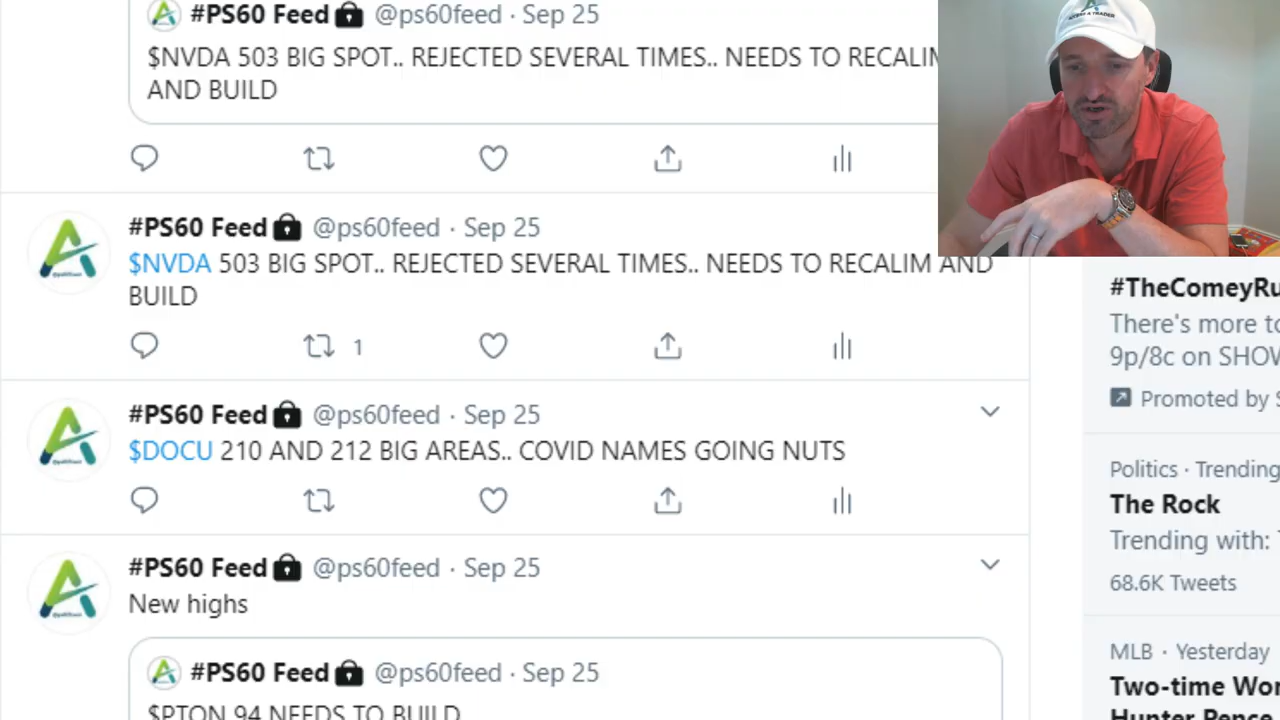 #PS60 Feed @ps60feed · Sep 25
$NVDA 503 BIG SPOT.. REJECTED SEVERAL TIMES.. NEEDS TO
AND BUILD
#PS60 Feed @ps60feed · Sep 25
$NVDA 503 BIG SPOT.. REJECTED SEVERAL TIMES.. NEEDS TO RECALIM AND
BUILD
1
#PS60 Feed @ps60feed · Sep 25
$DOCU 210 AND 212 BIG AREAS.. COVID NAMES GOING NUTS
#PS60 Feed @ps60feed · Sep 25
New highs
#PS60 Feed @ps60feed · Sep 25
$PTON 94 NEEDS TO BUILD
#TheComeyRu
There's more to
9p/8c on SHOW
Promoted by
Politics · Trending
The Rock
Trending with:
68.6K Tweets
MLB · Yesterday
Two-time Wor
Hunter Pence